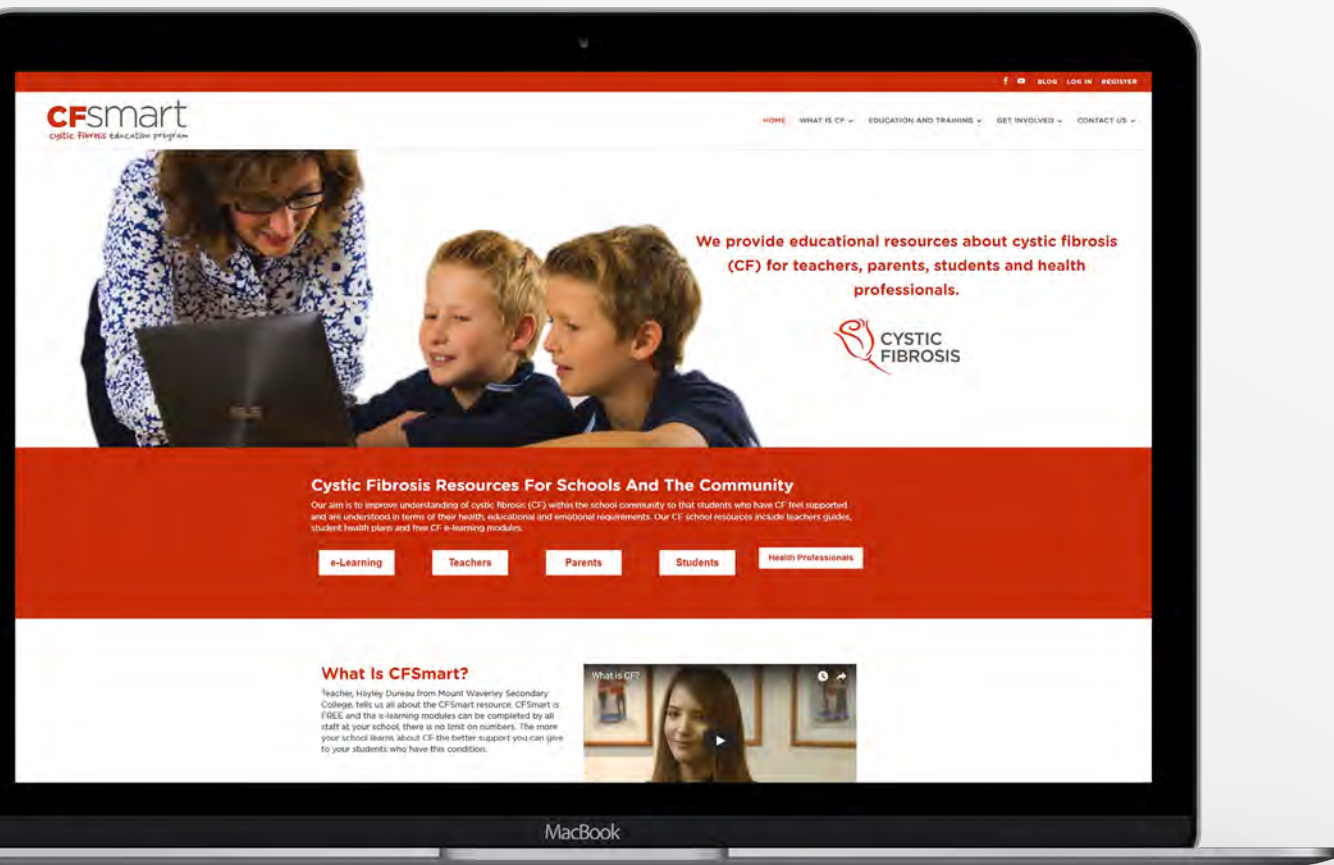 BLOG LOG IN REGISTER
CFsmart
cystic fibrosis education program
HOME WHAT IS CF EDUCATION AND TRAINING GET INVOLVED CONTACT US
We provide educational resources about cystic fibrosis
(CF) for teachers, parents, students and health
professionals.
CYSTIC
FIBROSIS
ASUS
Cystic Fibrosis Resources For Schools And The Community
Our aim is to improve understanding of cystic fibrosis (CF) within the school community so that students who have CF feel supported
and are understood in terms of their health, educational and emotional requirements. Our CF school resources include teachers guides,
student health plans and free CF e-learning modules.
e-Learning Teachers Parents Students Health Professionals
What Is CFSmart?
Teacher, Hayley Dureau from Mount Waverley Secondary
College, tells us all about the CFSmart resource. CFSmart is
FREE and the e-learning modules can be completed by all
staff at your school, there is no limit on numbers. The more
your school learns about CF the better support you can give
to your students who have this condition.
What is CF?
MacBook